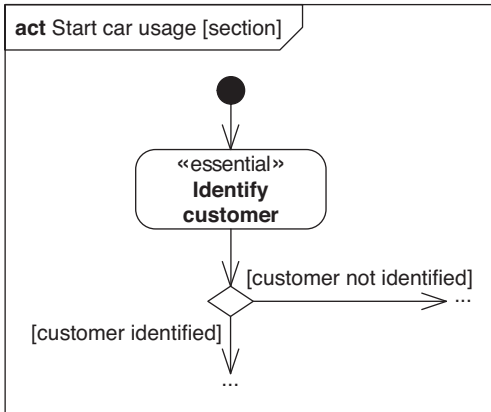 act Start car usage [section]
«essential»
Identify
customer
[customer not identified]
...
[customer identified]
...